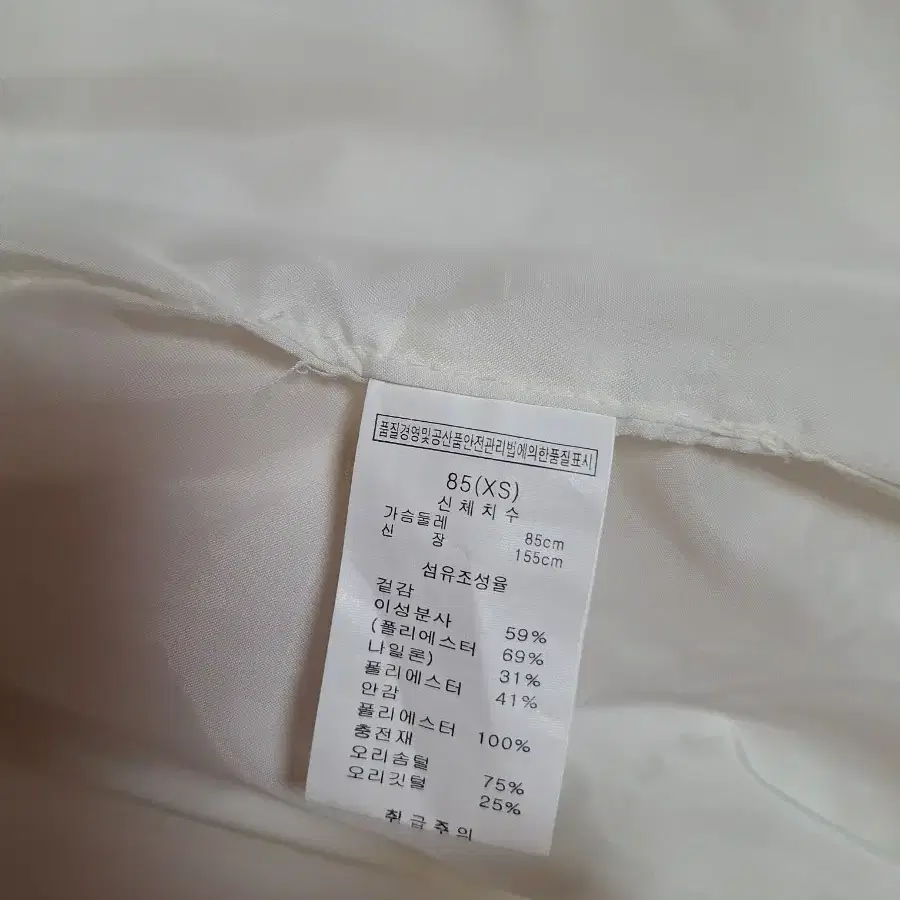 품질경영및공산품안전관리법에의한품질표시
85(XS)
신체치수
가슴둘레 85cm
신 장 155cm
섬유조성율
겉감
이성분사 59%
(폴리에스터 69%
나일론) 31%
폴리에스터 41%
안감
폴리에스터 100%
충전재
오리솜털 75%
오리깃털 25%
취급주의